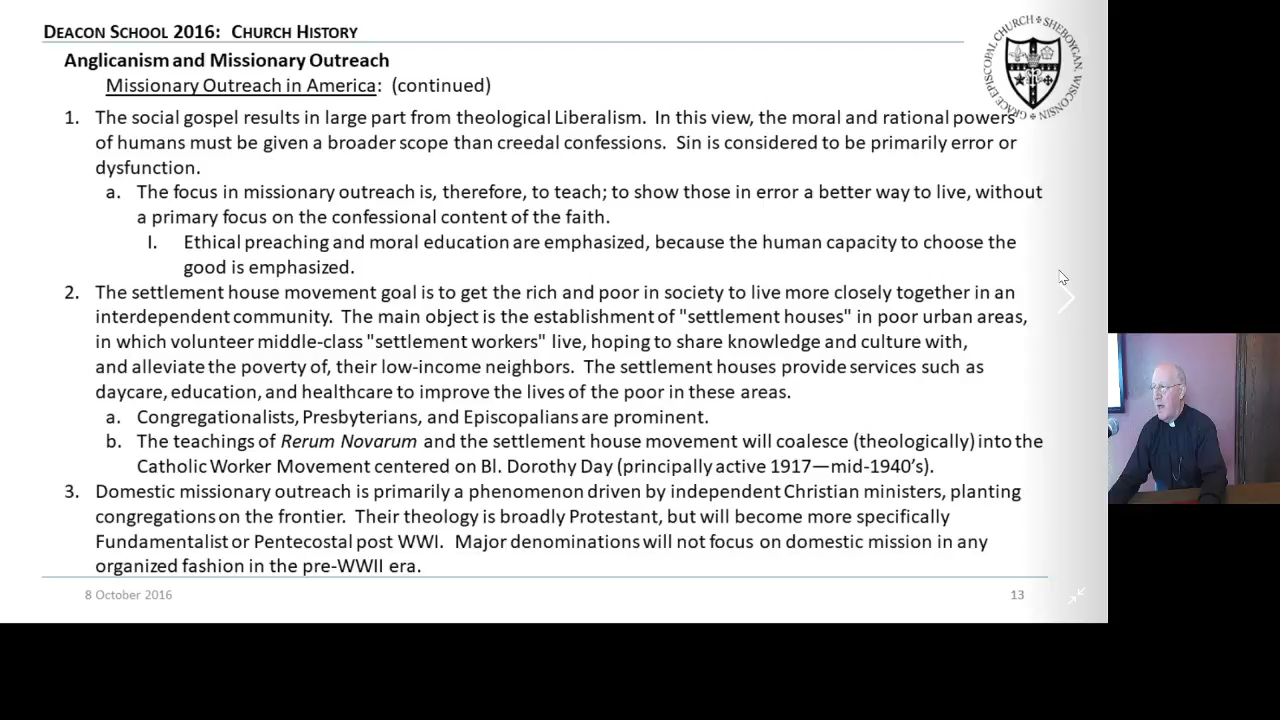 DEACON SCHOOL 2016: CHURCH HISTORY
Anglicanism and Missionary Outreach
Missionary Outreach in America: (continued)
1. The social gospel results in large part from theological Liberalism. In this view, the moral and rational powers
of humans must be given a broader scope than creedal confessions. Sin is considered to be primarily error or
dysfunction.
a. The focus in missionary outreach is, therefore, to teach; to show those in error a better way to live, without
a primary focus on the confessional content of the faith.
I. Ethical preaching and moral education are emphasized, because the human capacity to choose the
good is emphasized.
2. The settlement house movement goal is to get the rich and poor in society to live more closely together in an
interdependent community. The main object is the establishment of "settlement houses" in poor urban areas,
in which volunteer middle-class "settlement workers" live, hoping to share knowledge and culture with,
and alleviate the poverty of, their low-income neighbors. The settlement houses provide services such as
daycare, education, and healthcare to improve the lives of the poor in these areas.
a. Congregationalists, Presbyterians, and Episcopalians are prominent.
b. The teachings of Rerum Novarum and the settlement house movement will coalesce (theologically) into the
Catholic Worker Movement centered on Bl. Dorothy Day (principally active 1917—mid-1940’s).
3. Domestic missionary outreach is primarily a phenomenon driven by independent Christian ministers, planting
congregations on the frontier. Their theology is broadly Protestant, but will become more specifically
Fundamentalist or Pentecostal post WWI. Major denominations will not focus on domestic mission in any
organized fashion in the pre-WWII era.
8 October 2016
13
GRACE EPISCOPAL CHURCH + SHEBOYGAN, WISCONSIN +